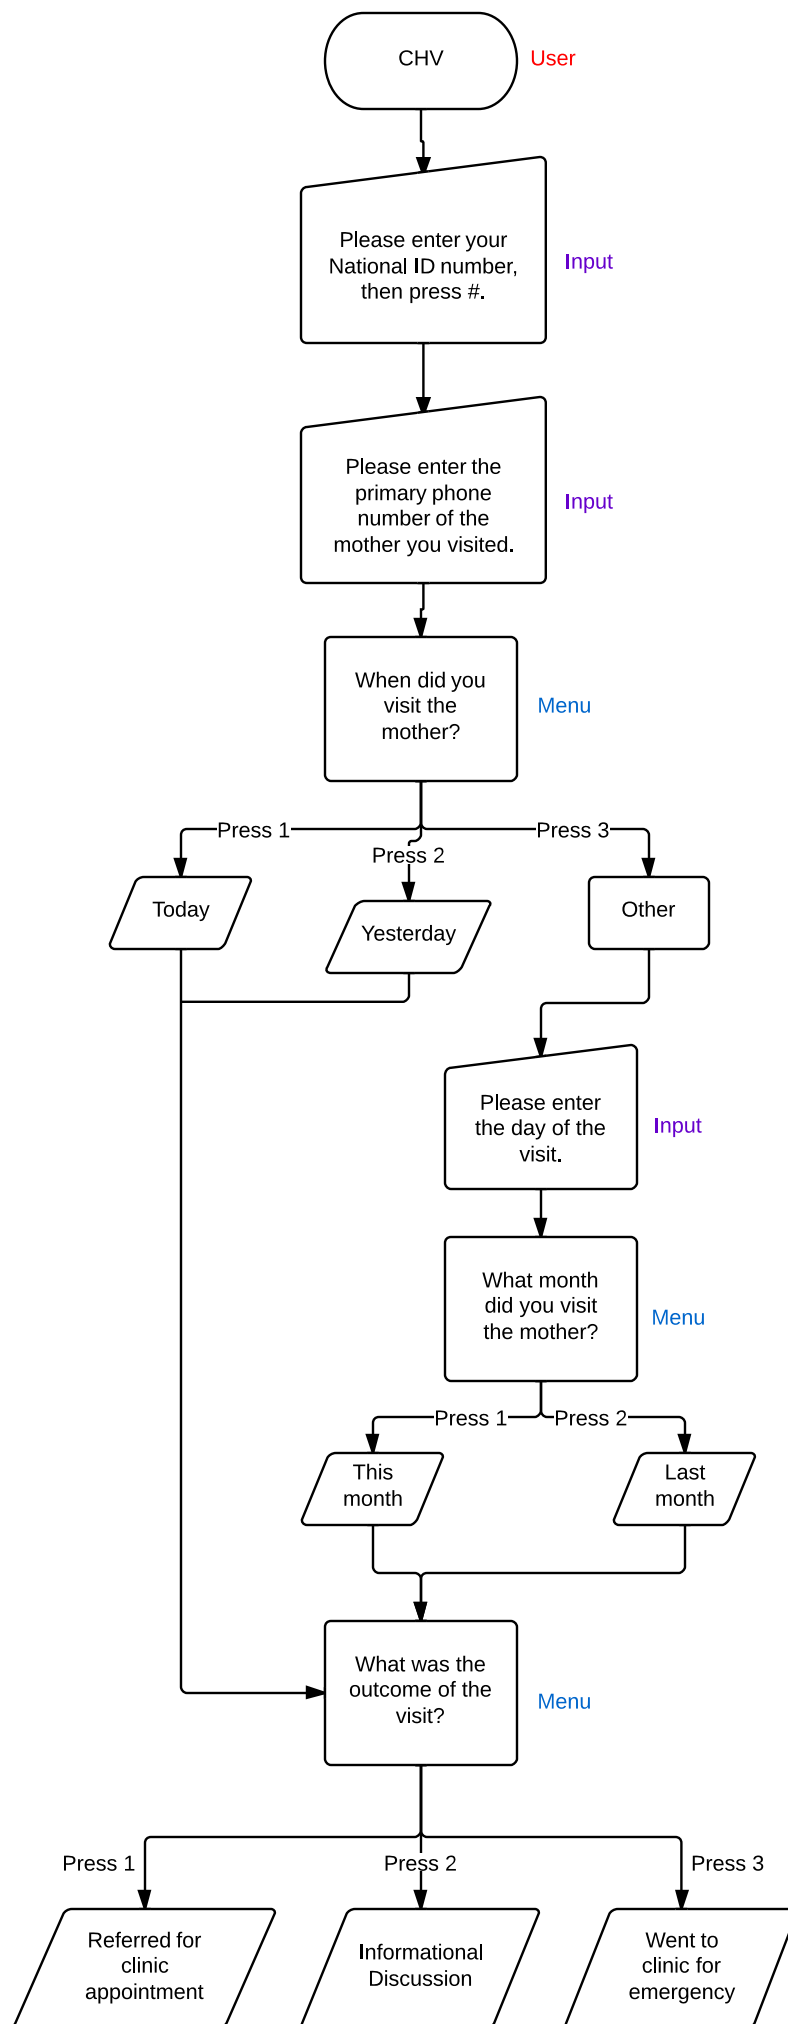 CHV
User
Please enter your
National ID number,
then press #.
Input
Please enter the
primary phone
number of the
mother you visited.
Input
When did you
visit the
mother?
Menu
Press 1
Press 2
Press 3
Today
Yesterday
Other
Please enter
the day of the
visit.
Input
What month
did you visit
the mother?
Menu
Press 1
Press 2
This
month
Last
month
What was the
outcome of the
visit?
Menu
Press 1
Press 2
Press 3
Referred for
clinic
appointment
Informational
Discussion
Went to
clinic for
emergency